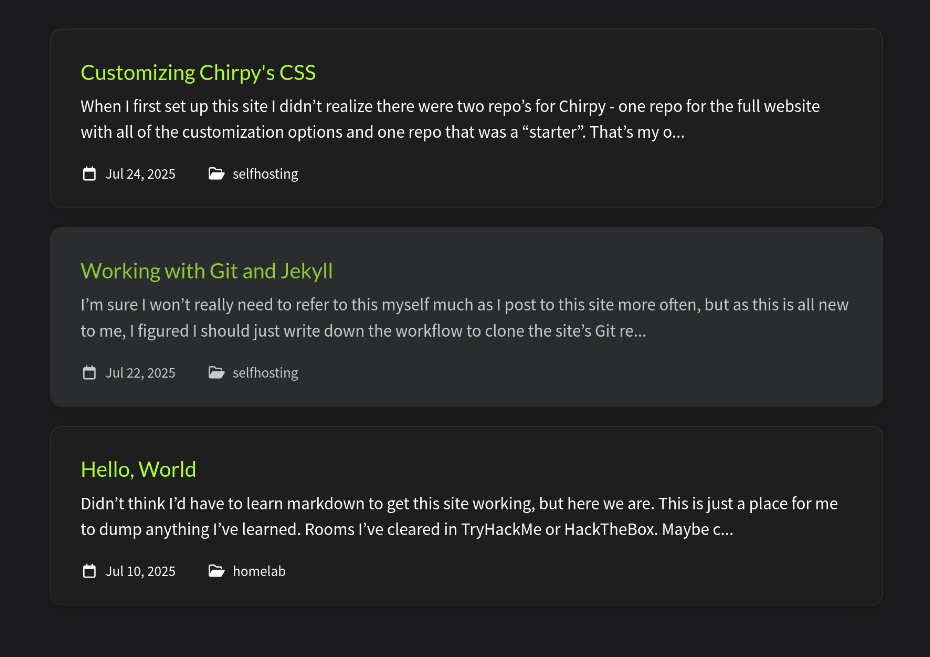 Customizing Chirpy's CSS
When I first set up this site I didn’t realize there were two repo’s for Chirpy - one repo for the full website
with all of the customization options and one repo that was a “starter”. That’s my o...
Jul 24, 2025 selfhosting
Working with Git and Jekyll
I’m sure I won’t really need to refer to this myself much as I post to this site more often, but as this is all new
to me, I figured I should just write down the workflow to clone the site’s Git re...
Jul 22, 2025 selfhosting
Hello, World
Didn’t think I’d have to learn markdown to get this site working, but here we are. This is just a place for me
to dump anything I’ve learned. Rooms I’ve cleared in TryHackMe or HackTheBox. Maybe c...
Jul 10, 2025 homelab